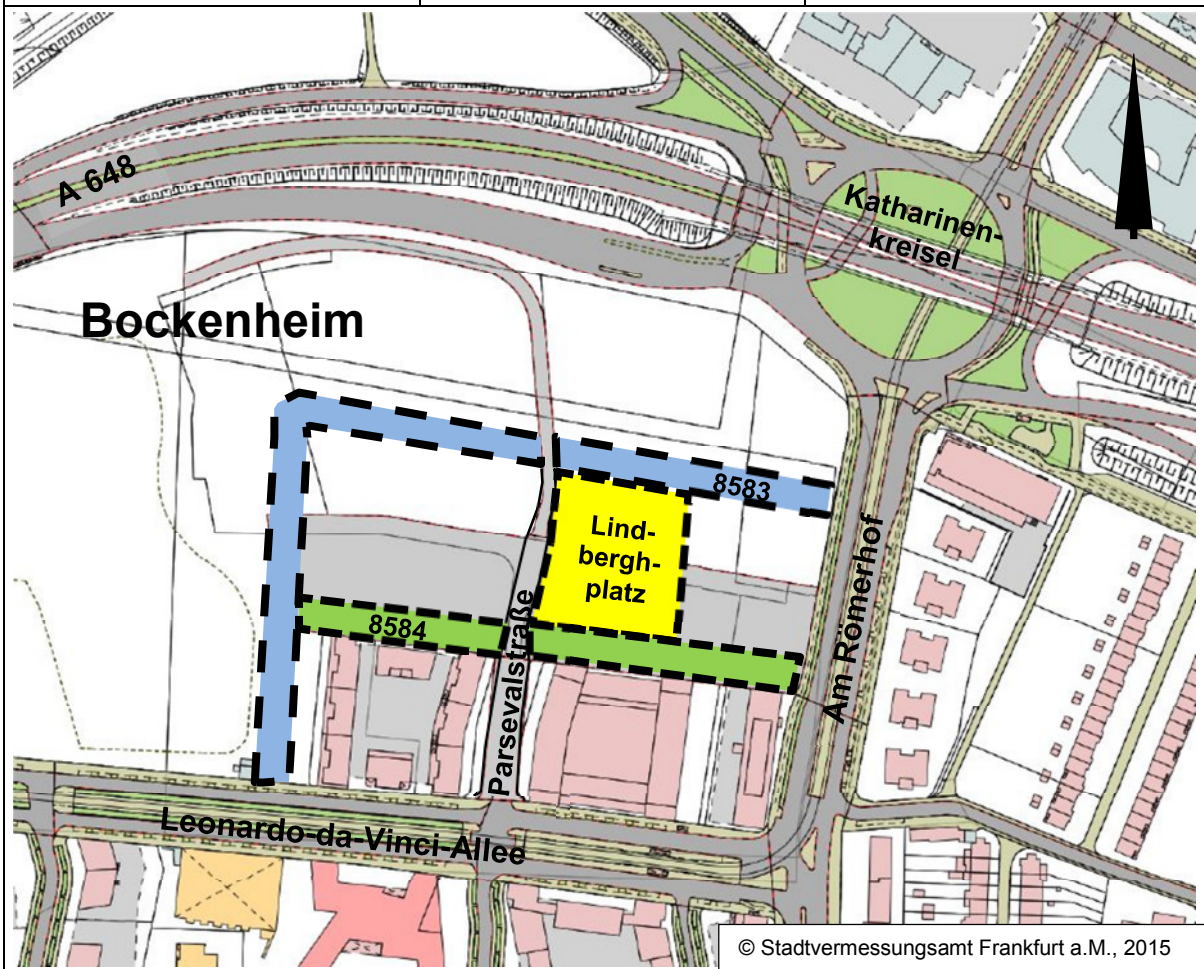 A 648
Katharinen-
kreisel
Bockenheim
8583
Lind-
bergh-
platz
8584
Parsevalstraße
Am Römerhof
Leonardo-da-Vinci-Allee
© Stadtvermessungsamt Frankfurt a.M., 2015